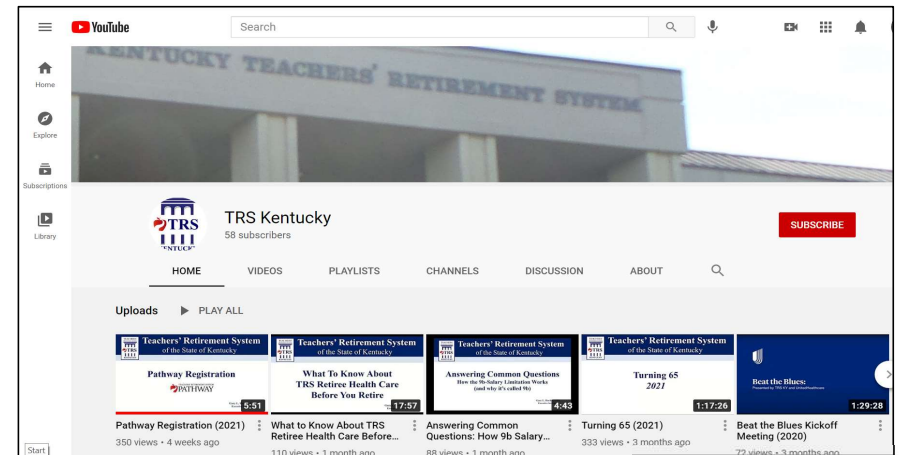 YouTube
Search
KENTUCKY TEACHERS' RETIREMENT SYSTEM
Home
Explore
Subscriptions
Library
TRS
KENTUCKY
TRS Kentucky
58 subscribers
SUBSCRIBE
HOME VIDEOS PLAYLISTS CHANNELS DISCUSSION ABOUT
Uploads PLAY ALL
Teachers' Retirement System
of the State of Kentucky
Pathway Registration
PATHWAY
5:51
Pathway Registration (2021)
350 views • 4 weeks ago
Teachers' Retirement System
of the State of Kentucky
What To Know About
TRS Retiree Health Care
Before You Retire
17:57
What to Know About TRS
Retiree Health Care Before...
110 views • 1 month ago
Teachers' Retirement System
of the State of Kentucky
Answering Common Questions
How the 9b-Salary Limitation Works
(and why it's called 9b)
4:43
Answering Common
Questions: How 9b Salary...
88 views • 1 month ago
Teachers' Retirement System
of the State of Kentucky
Turning 65
2021
1:17:26
Turning 65 (2021)
333 views • 3 months ago
Beat the Blues:
Presented by TRS KY and UnitedHealthcare
1:29:28
Beat the Blues Kickoff
Meeting (2020)
72 views • 3 months ago
Start